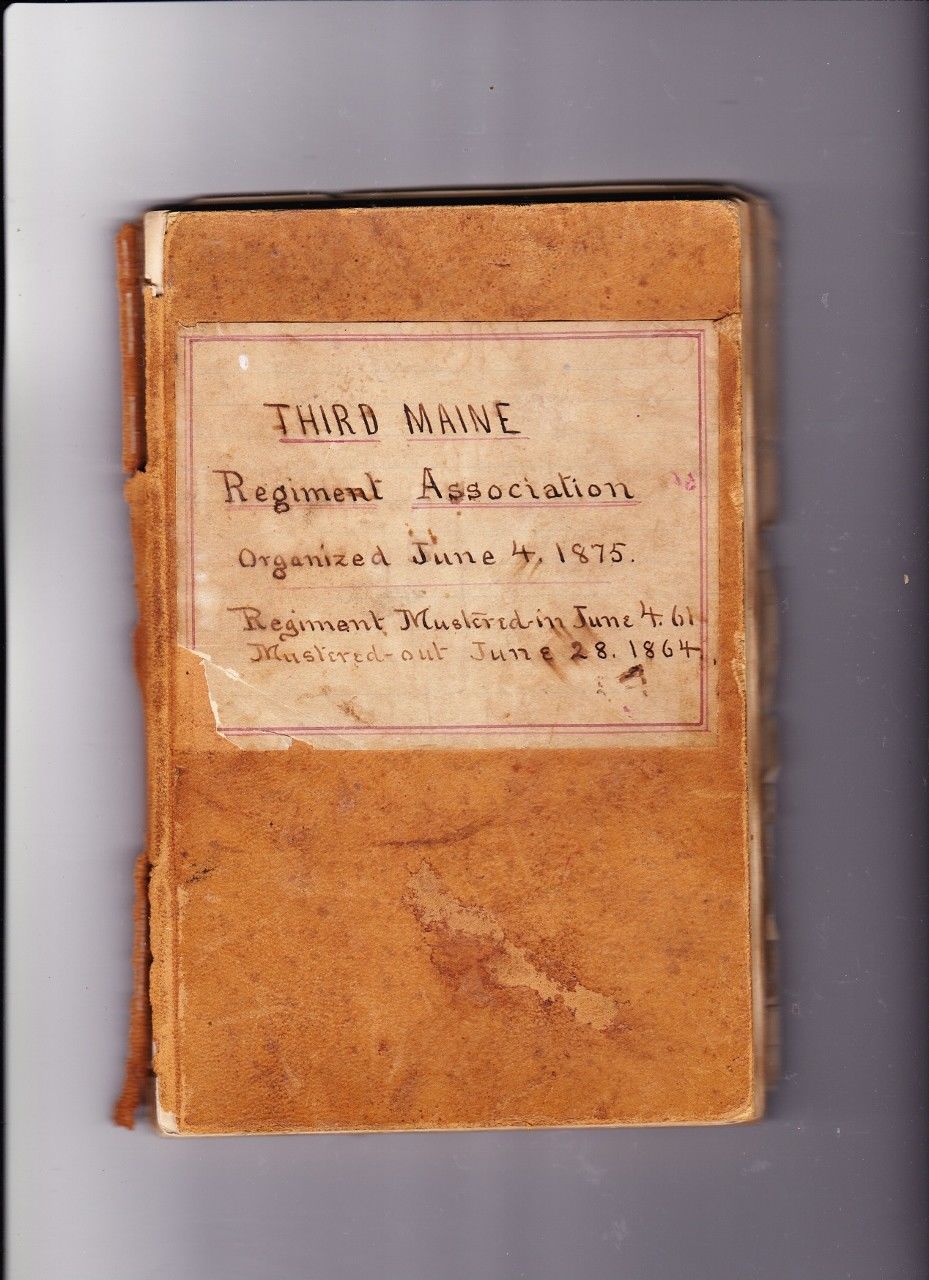 THIRD MAINE
Regiment Association
Organized June 4, 1875.
Regiment Mustered-in June 4. 61
Mustered-out June 28. 1864.